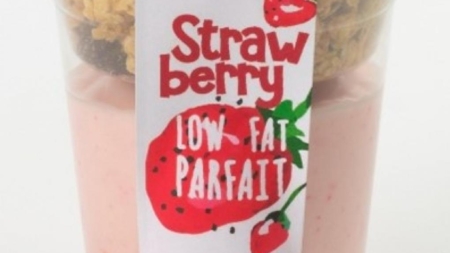 Straw
berry
LOW FAT
PARFAIT